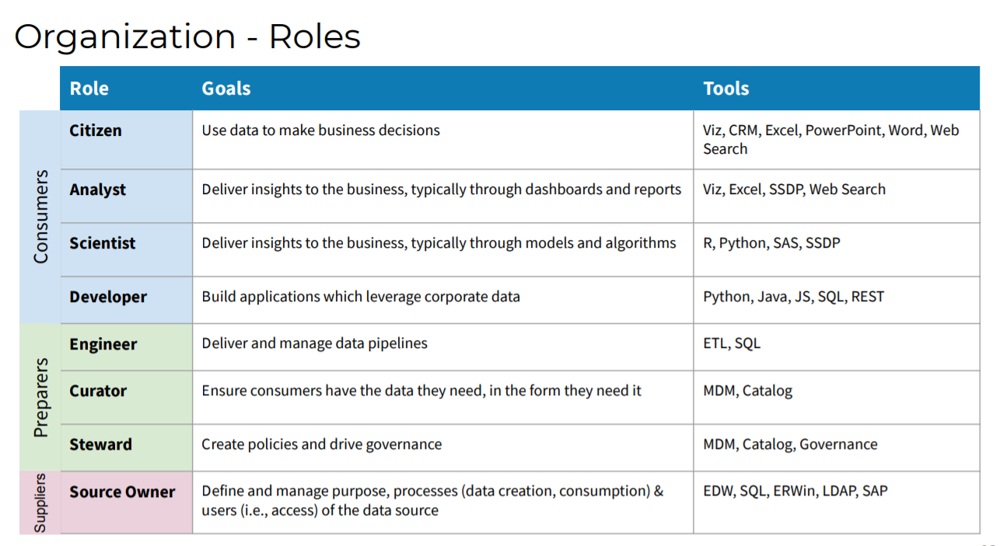 Organization - Roles
Role Goals Tools
Consumers
Citizen Use data to make business decisions Viz, CRM, Excel, PowerPoint, Word, Web
Search
Analyst Deliver insights to the business, typically through dashboards and reports Viz, Excel, SSDP, Web Search
Scientist Deliver insights to the business, typically through models and algorithms R, Python, SAS, SSDP
Developer Build applications which leverage corporate data Python, Java, JS, SQL, REST
Preparers
Engineer Deliver and manage data pipelines ETL, SQL
Curator Ensure consumers have the data they need, in the form they need it MDM, Catalog
Steward Create policies and drive governance MDM, Catalog, Governance
Suppliers
Source Owner Define and manage purpose, processes (data creation, consumption) & EDW, SQL, ERWin, LDAP, SAP
users (i.e., access) of the data source